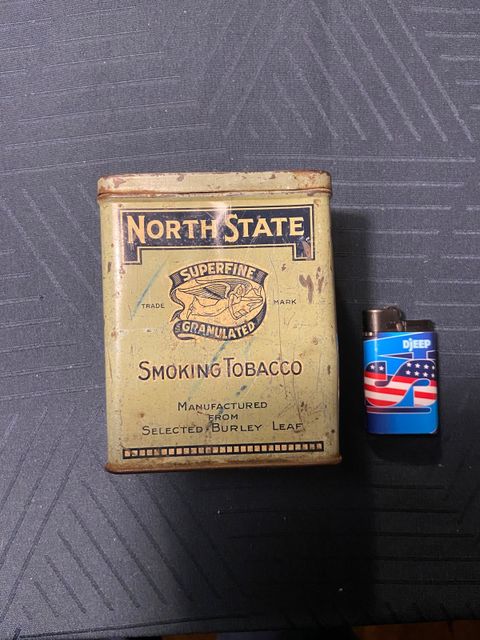 NORTH STATE
SUPERFINE
TRADE MARK
GRANULATED
SMOKING TOBACCO
MANUFACTURED
FROM
SELECTED BURLEY LEAF
DJEEP